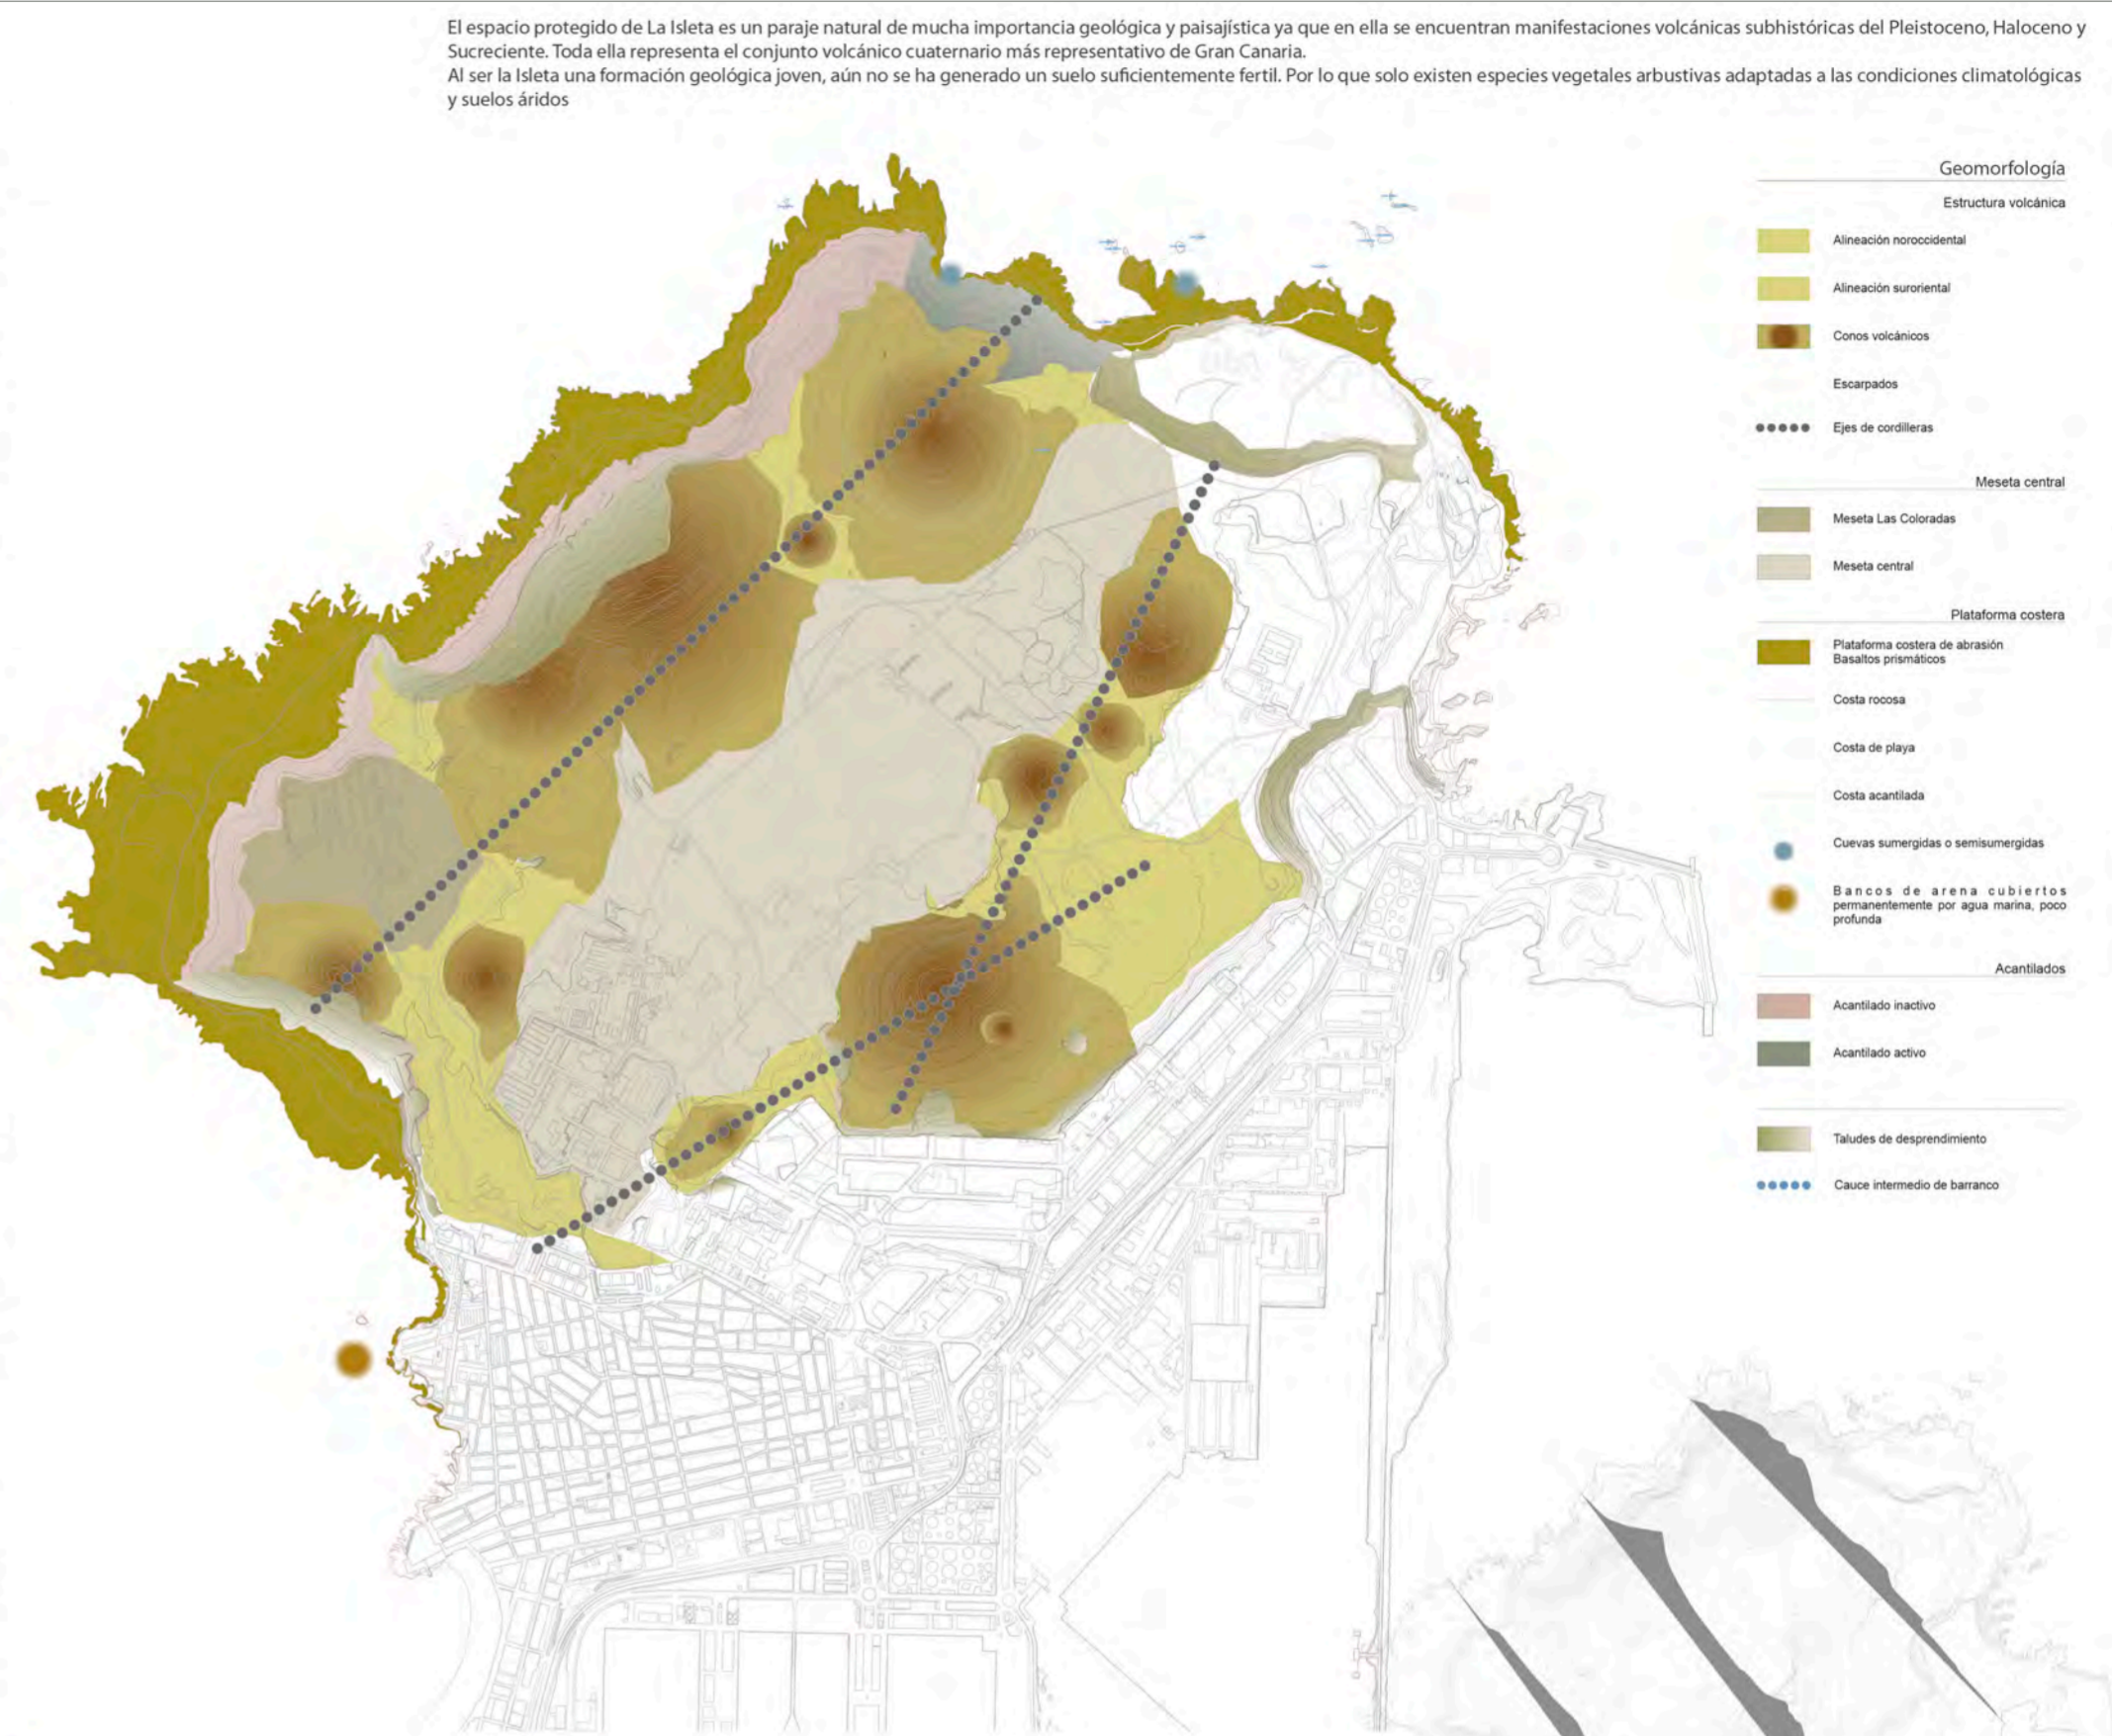 El espacio protegido de La Isleta es un paraje natural de mucha importancia geológica y paisajística ya que en ella se encuentran manifestaciones volcánicas subhistóricas del Pleistoceno, Haloceno y
Sucreciente. Toda ella representa el conjunto volcánico cuaternario más representativo de Gran Canaria.
Al ser la Isleta una formación geológica joven, aún no se ha generado un suelo suficientemente fertil. Por lo que solo existen especies vegetales arbustivas adaptadas a las condiciones climatológicas
y suelos áridos
Geomorfología
Estructura volcánica
Alineación noroccidental
Alineación suroriental
Conos volcánicos
Escarpados
Ejes de cordilleras
Meseta central
Meseta Las Coloradas
Meseta central
Plataforma costera
Plataforma costera de abrasión
Basaltos prismáticos
Costa rocosa
Costa de playa
Costa acantilada
Cuevas sumergidas o semisumergidas
Bancos de arena cubiertos
permanentemente por agua marina, poco
profunda
Acantilados
Acantilado inactivo
Acantilado activo
Taludes de desprendimiento
Cauce intermedio de barranco